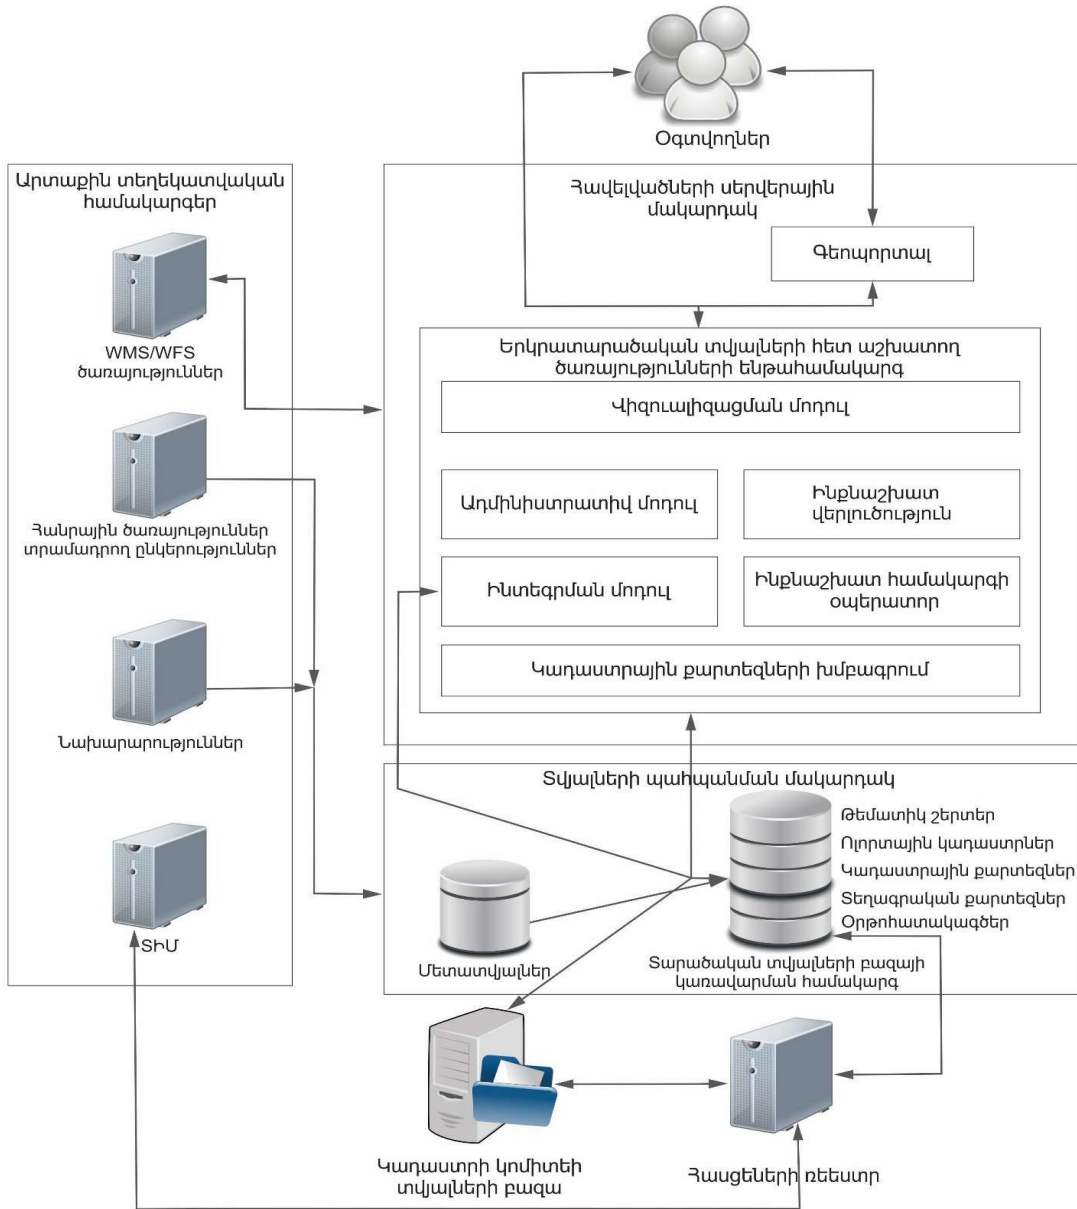 Օգտվողներ
Արտաքին տեղեկատվական
համակարգեր
WMS/WFS
ծառայություններ
Հանրային ծառայություններ
տրամադրող ընկերություններ
Նախարարություններ
ՏԻՄ
Հավելվածների սերվերային
մակարդակ
Գեոպորտալ
Երկրատարածական տվյալների հետ աշխատող
ծառայությունների ենթահամակարգ
Վիզուալիզացման մոդուլ
Ադմինիստրատիվ մոդուլ
Ինքնաշխատ
վերլուծություն
Ինտեգրման մոդուլ
Ինքնաշխատ համակարգի
օպերատոր
Կադաստրային քարտեզների խմբագրում
Տվյալների պահպանման մակարդակ
Թեմատիկ շերտեր
Ոլորտային կադաստրներ
Կադաստրային քարտեզներ
Տեղագրական քարտեզներ
Օրթոհատակագծեր
Մետատվյալներ
Տարածական տվյալների բազայի
կառավարման համակարգ
Կադաստրի կոմիտեի
տվյալների բազա
Հասցեների ռեեստր